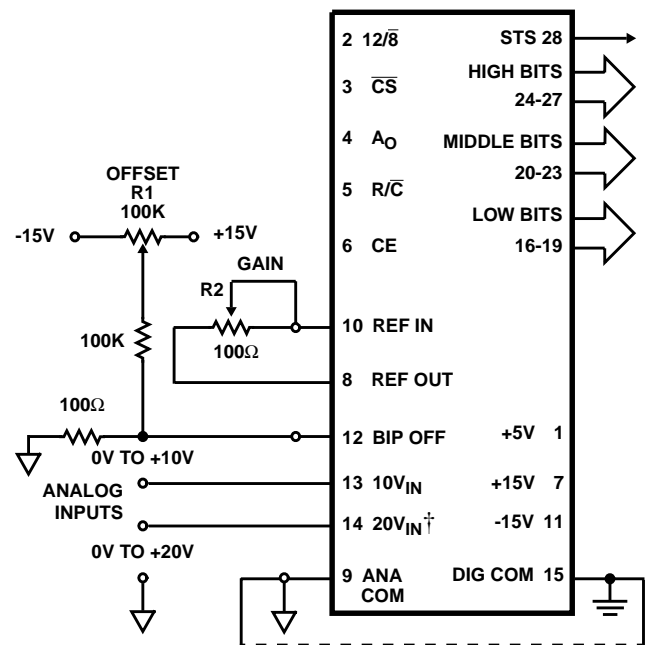 2 12/8̅
STS 28
HIGH BITS
24-27
3 C̅S̅
4 AO
MIDDLE BITS
20-23
5 R/C̅
LOW BITS
16-19
6 CE
OFFSET
R1
100K
-15V
+15V
GAIN
R2
100Ω
10 REF IN
100K
8 REF OUT
100Ω
12 BIP OFF
+5V 1
0V TO +10V
13 10VIN
+15V 7
ANALOG
INPUTS
14 20VIN†
-15V 11
0V TO +20V
9 ANA
COM
DIG COM 15